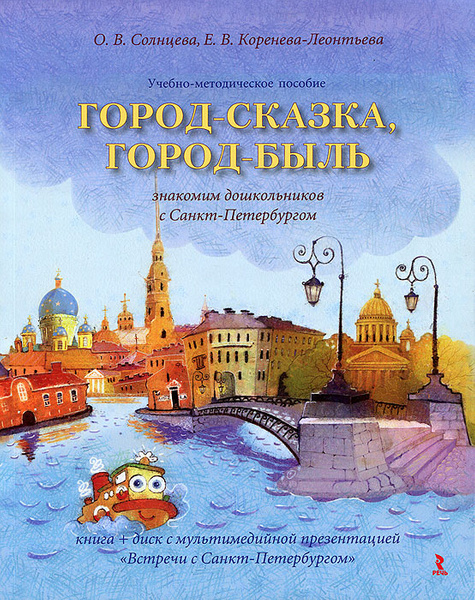 О. В. Солнцева, Е. В. Коренева-Леонтьева
Учебно-методическое пособие
ГОРОД-СКАЗКА,
ГОРОД-БЫЛЬ
знакомим дошкольников
с Санкт-Петербургом
книга + диск с мультимедийной презентацией
«Встречи с Санкт-Петербургом»
РЕЧЬ